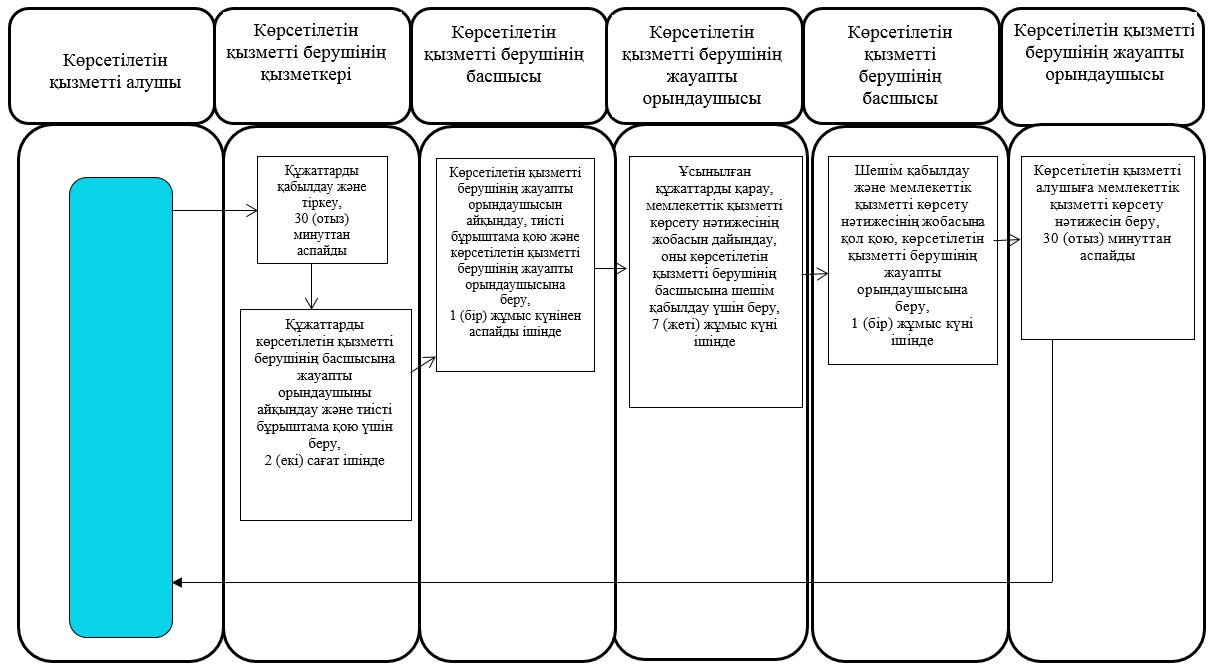 Көрсетілетін
қызметті алушы
Көрсетілетін
қызметті берушінің
қызметкері
Көрсетілетін
қызметті берушінің
басшысы
Көрсетілетін
қызметті берушінің
жауапты
орындаушысы
Көрсетілетін
қызметті
берушінің
басшысы
Көрсетілетін қызметті
берушінің жауапты
орындаушысы
Құжаттарды
қабылдау және
тіркеу,
30 (отыз)
минуттан
аспайды
Құжаттарды
көрсетілетін қызметті
берушінің басшысына
жауапты
орындаушыны
айқындау және тиісті
бұрыштама қою үшін
беру,
2 (екі) сағат ішінде
Көрсетілетін қызметті
берушінің жауапты
орындаушысын
айқындау, тиісті
бұрыштама қою және
көрсетілетін қызметті
берушінің жауапты
орындаушысына
беру,
1 (бір) жұмыс күнінен
аспайды ішінде
Ұсынылған
құжаттарды қарау,
мемлекеттік қызметті
көрсету нәтижесінің
жобасын дайындау,
оны көрсетілетін
қызметті берушінің
басшысына шешім
қабылдау үшін беру,
7 (жеті) жұмыс күні
ішінде
Шешім қабылдау
және мемлекеттік
қызметті көрсету
нәтижесінің жобасына
қол қою, көрсетілетін
қызметті берушінің
жауапты
орындаушысына
беру,
1 (бір) жұмыс күні
ішінде
Көрсетілетін қызметті
алушыға мемлекеттік
қызметті көрсету
нәтижесін беру,
30 (отыз) минуттан
аспайды